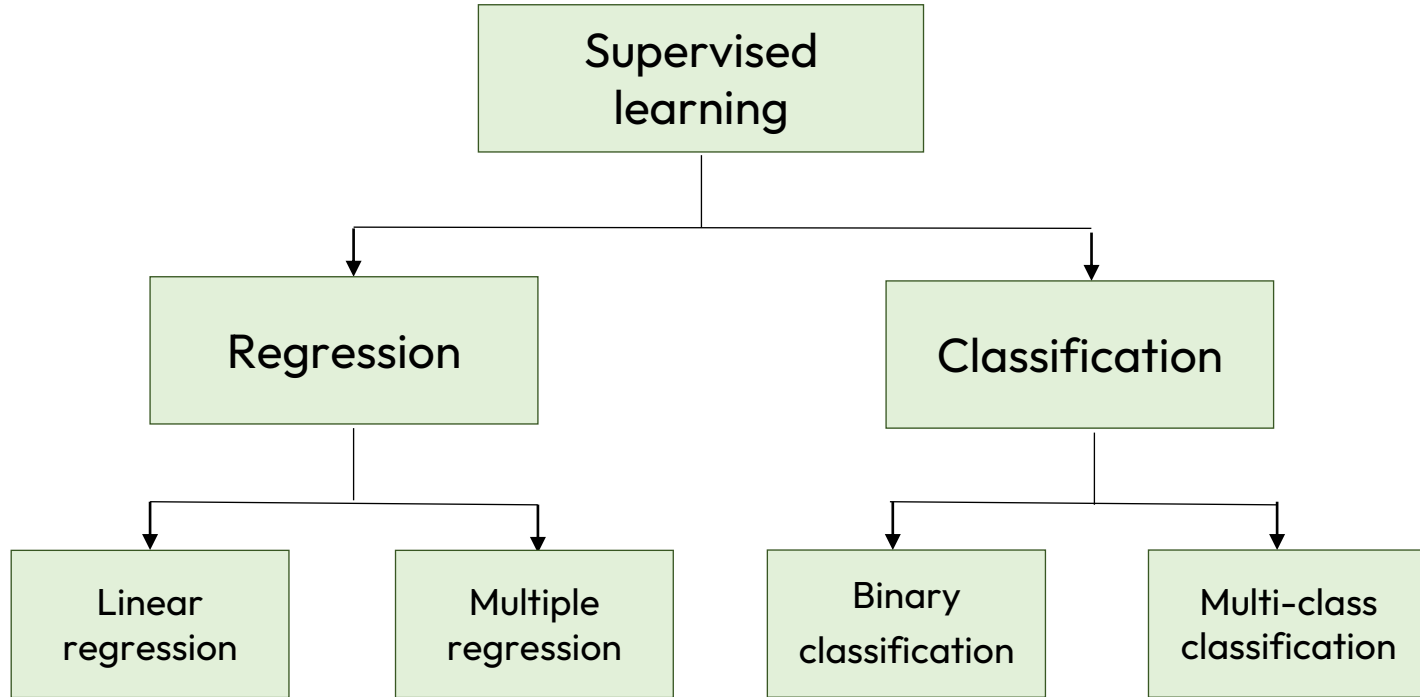 Supervised
learning
Regression
Classification
Linear
regression
Multiple
regression
Binary
classification
Multi-class
classification